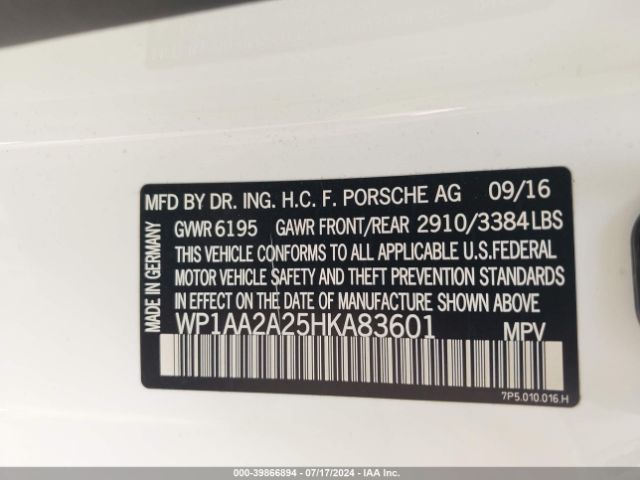 MFD BY DR. ING. H.C. F. PORSCHE AG 09/16
GVWR 6195 GAWR FRONT/REAR 2910/3384 LBS
THIS VEHICLE CONFORMS TO ALL APPLICABLE U.S. FEDERAL
MOTOR VEHICLE SAFETY AND THEFT PREVENTION STANDARDS
IN EFFECT ON THE DATE OF MANUFACTURE SHOWN ABOVE
WP1AA2A25HKA83601 MPV
MADE IN GERMANY
7P5.010.016.H
000-39866894 | 07/17/2024 | IAA Inc.